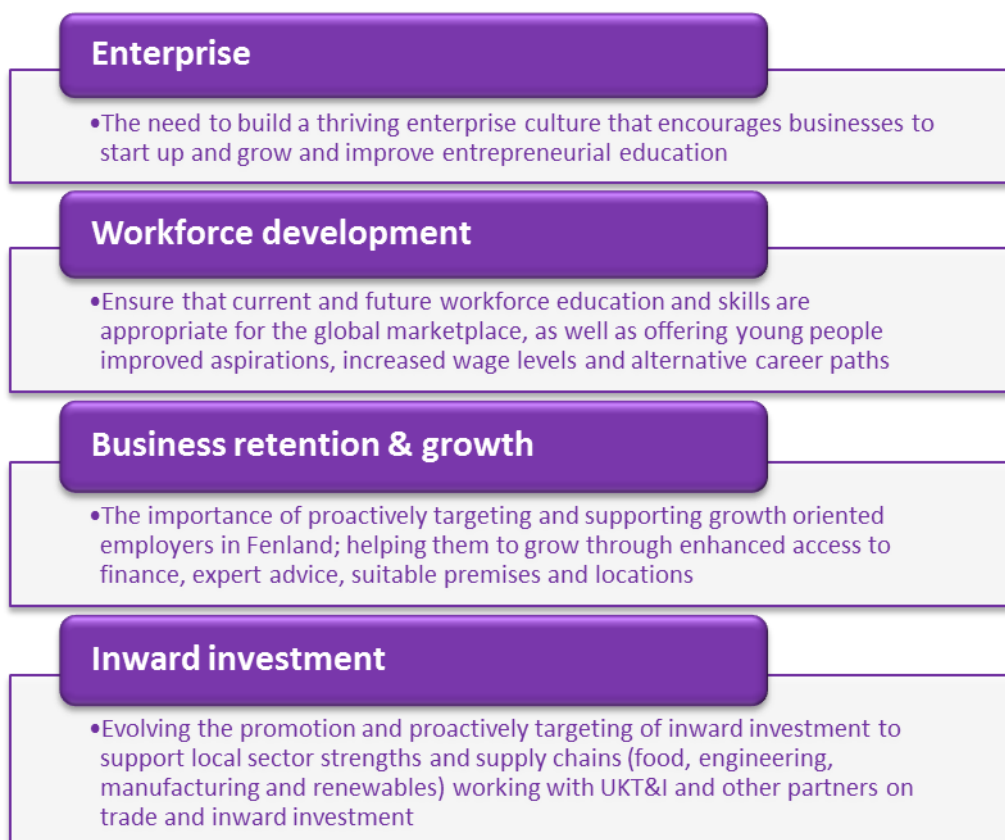 Enterprise
•The need to build a thriving enterprise culture that encourages businesses to
start up and grow and improve entrepreneurial education
Workforce development
•Ensure that current and future workforce education and skills are
appropriate for the global marketplace, as well as offering young people
improved aspirations, increased wage levels and alternative career paths
Business retention & growth
•The importance of proactively targeting and supporting growth oriented
employers in Fenland; helping them to grow through enhanced access to
finance, expert advice, suitable premises and locations
Inward investment
•Evolving the promotion and proactively targeting of inward investment to
support local sector strengths and supply chains (food, engineering,
manufacturing and renewables) working with UKT&I and other partners on
trade and inward investment